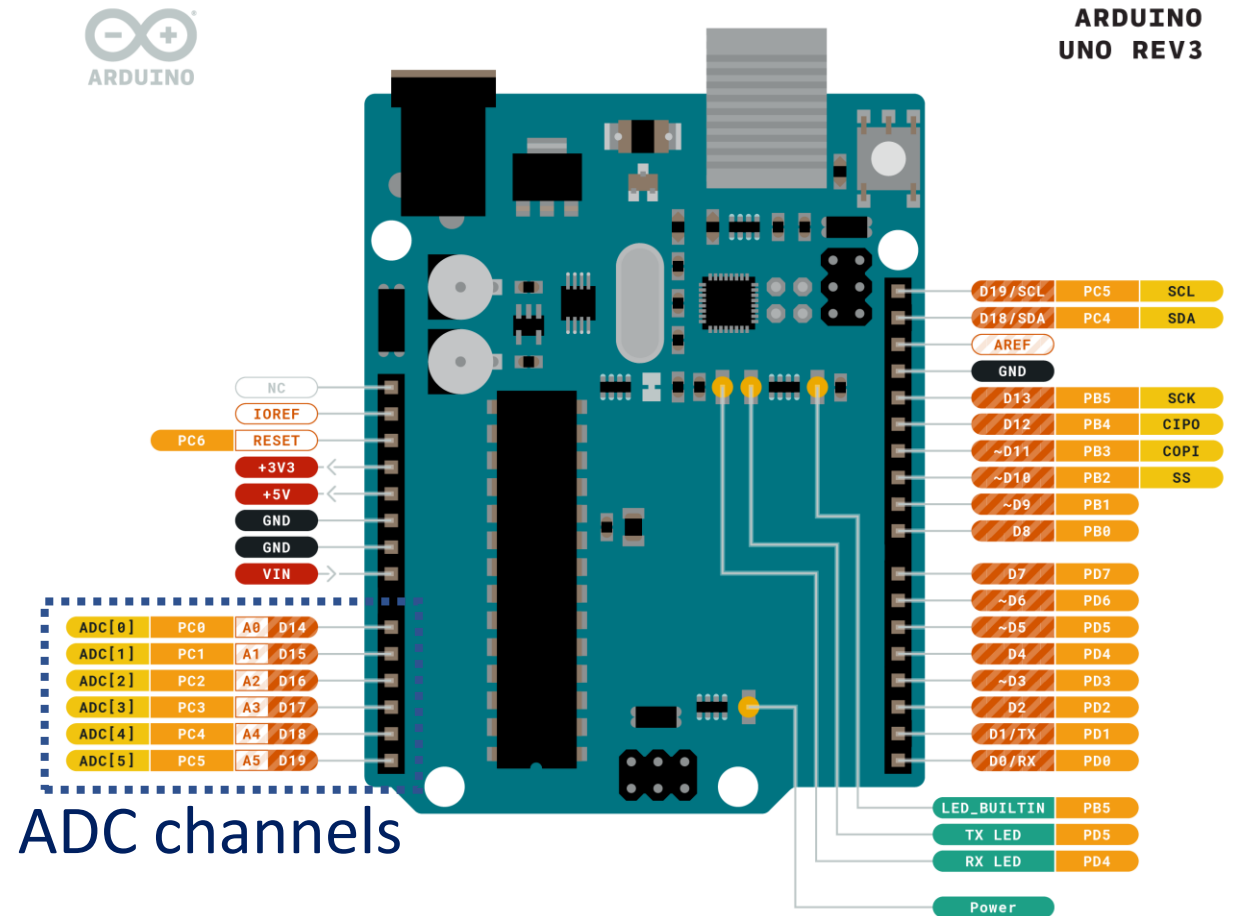 ARDUINO
ARDUINO
UNO REV3
NC
IOREF
PC6 RESET
+3V3
+5V
GND
GND
VIN
ADC[0] PC0 A0 D14
ADC[1] PC1 A1 D15
ADC[2] PC2 A2 D16
ADC[3] PC3 A3 D17
ADC[4] PC4 A4 D18
ADC[5] PC5 A5 D19
ADC channels
D19/SCL PC5 SCL
D18/SDA PC4 SDA
AREF
GND
D13 PB5 SCK
D12 PB4 CIPO
~D11 PB3 COPI
~D10 PB2 SS
~D9 PB1
D8 PB0
D7 PD7
~D6 PD6
~D5 PD5
D4 PD4
~D3 PD3
D2 PD2
D1/TX PD1
D0/RX PD0
LED_BUILTIN PB5
TX LED PD5
RX LED PD4
Power